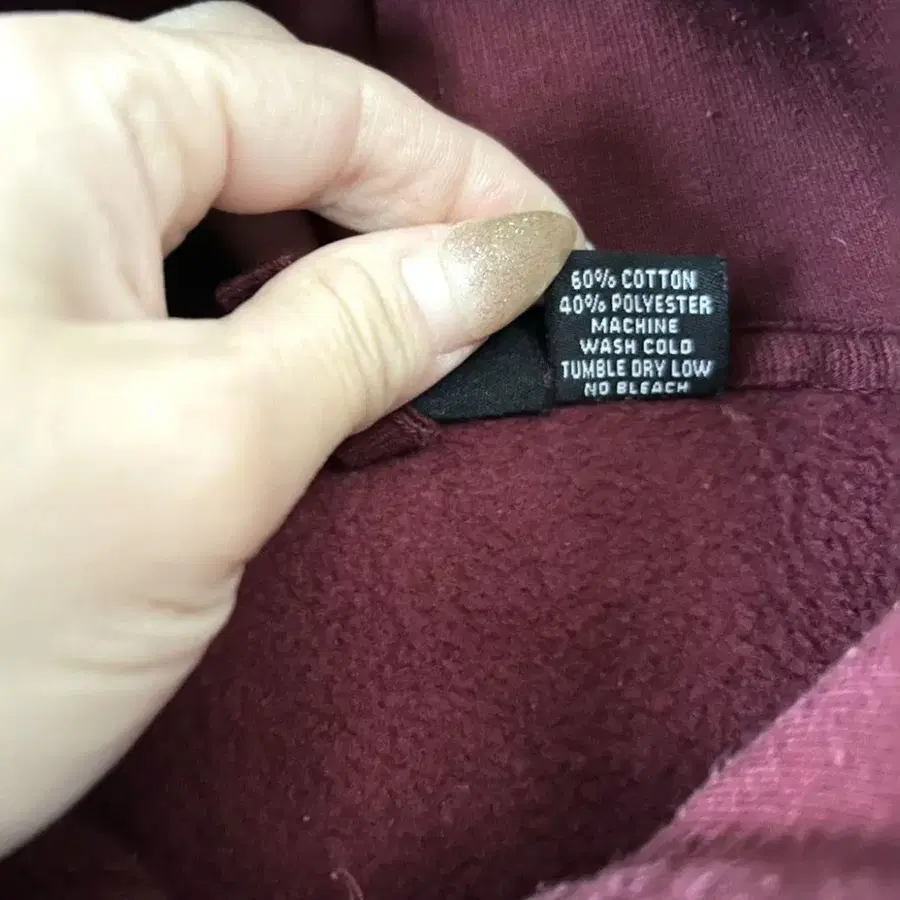 60% COTTON
40% POLYESTER
MACHINE
WASH COLD
TUMBLE DRY LOW
NO BLEACH